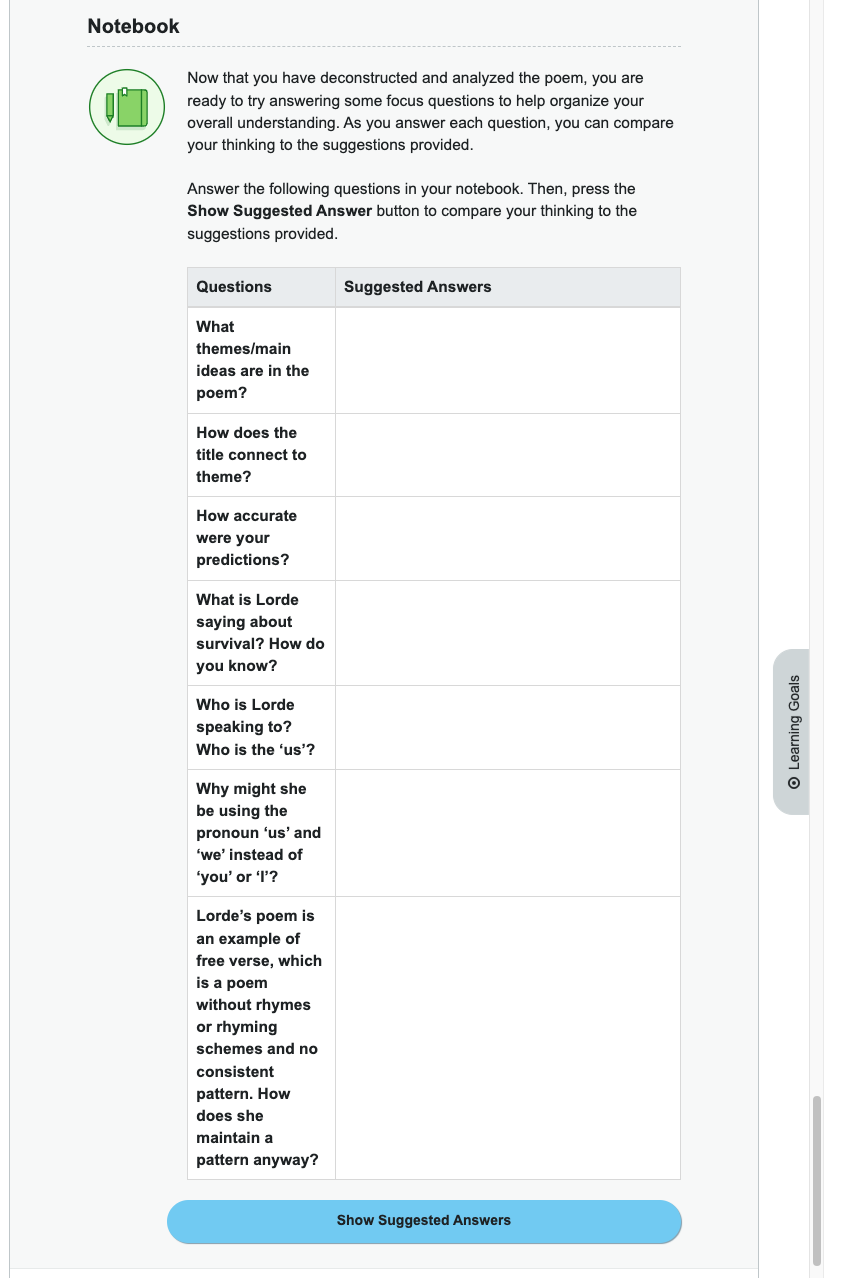 Notebook
Now that you have deconstructed and analyzed the poem, you are
ready to try answering some focus questions to help organize your
overall understanding. As you answer each question, you can compare
your thinking to the suggestions provided.
Answer the following questions in your notebook. Then, press the
Show Suggested Answer button to compare your thinking to the
suggestions provided.
Questions
Suggested Answers
What
themes/main
ideas are in the
poem?
How does the
title connect to
theme?
How accurate
were your
predictions?
What is Lorde
saying about
survival? How do
you know?
Who is Lorde
speaking to?
Who is the ‘us’?
Why might she
be using the
pronoun ‘us’ and
‘we’ instead of
‘you’ or ‘I’?
Lorde’s poem is
an example of
free verse, which
is a poem
without rhymes
or rhyming
schemes and no
consistent
pattern. How
does she
maintain a
pattern anyway?
Show Suggested Answers
Learning Goals